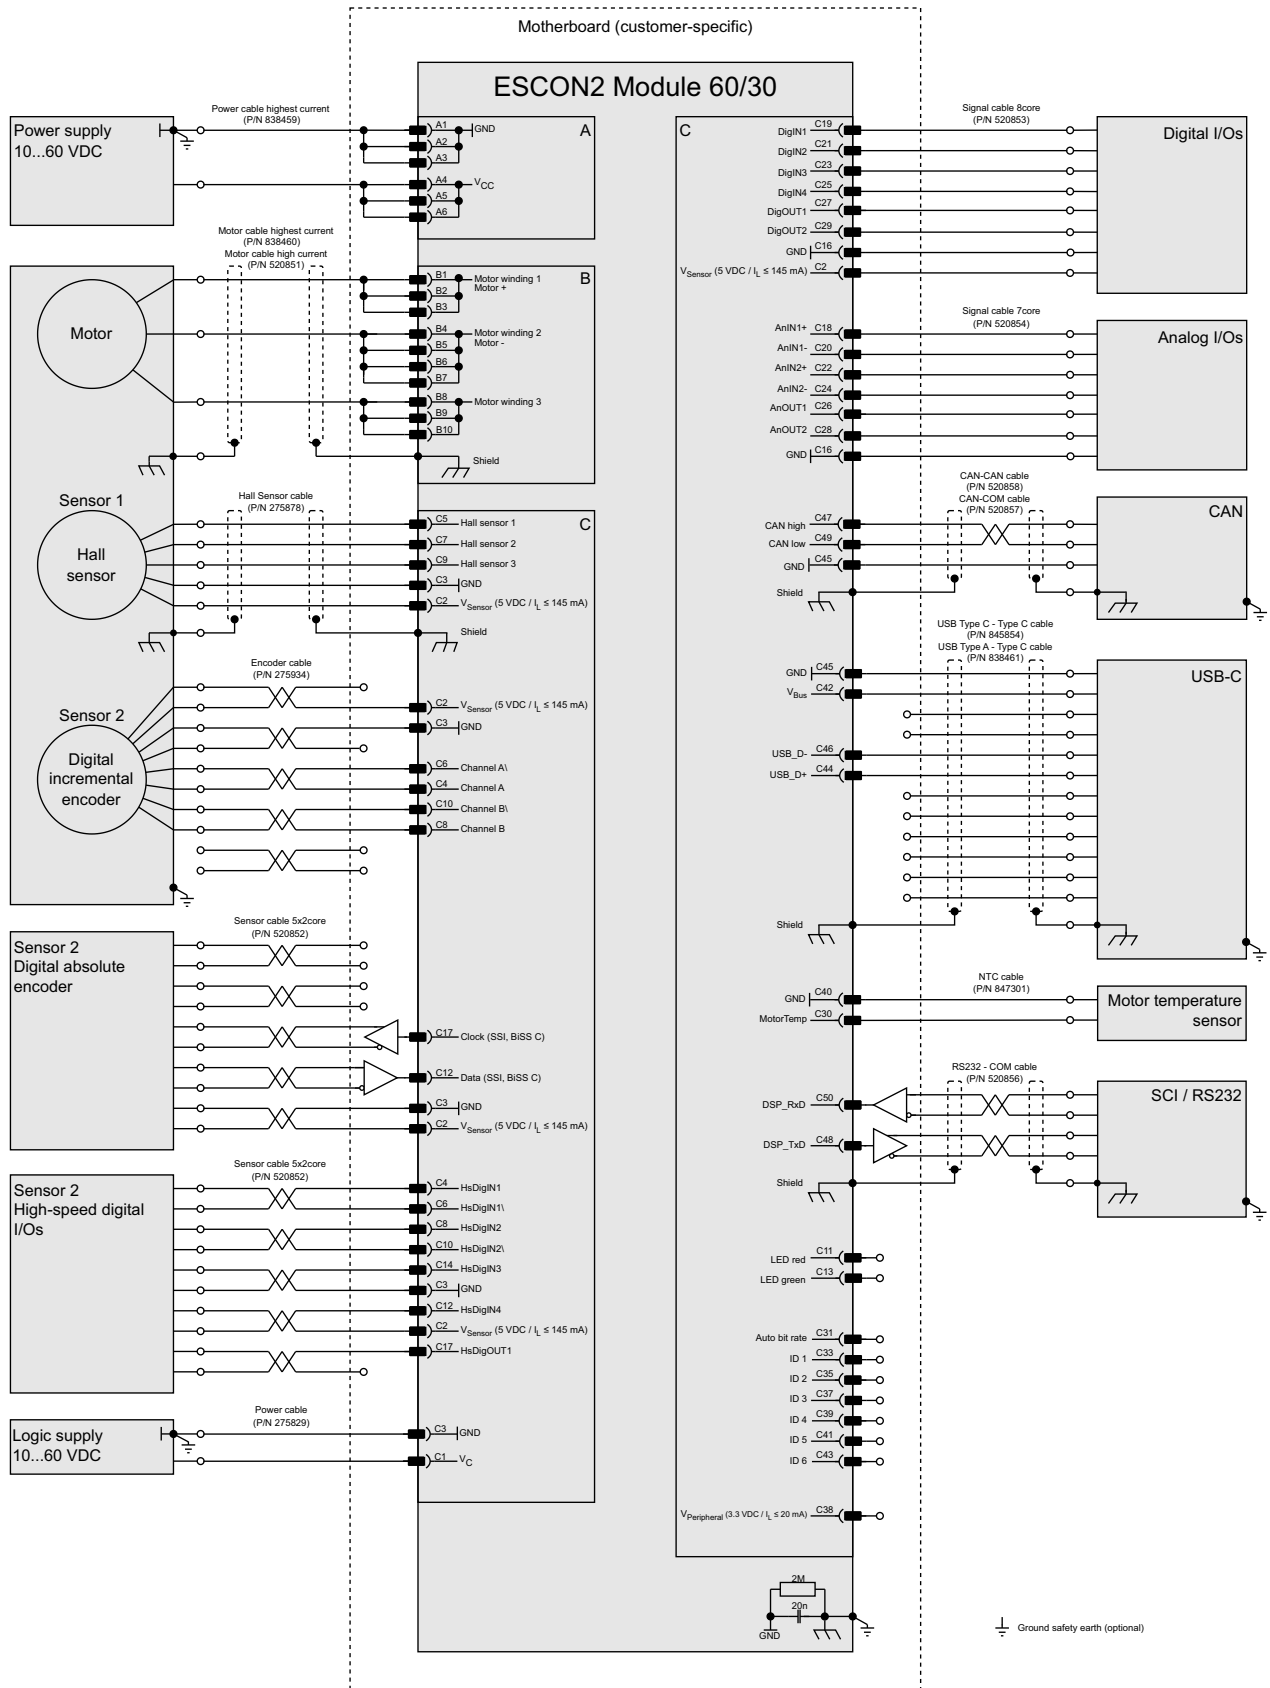 Motherboard (customer-specific)
ESCON2 Module 60/30
Power supply
10...60 VDC
Power cable highest current
(P/N 838459)
A
A1 GND
A2
A3
A4 VCC
A5
A6
Motor cable highest current
(P/N 838460)
Motor cable high current
(P/N 520851)
Motor
B
B1 Motor winding 1
Motor +
B2
B3
B4 Motor winding 2
Motor -
B5
B6
B7
B8 Motor winding 3
B9
B10
Shield
Sensor 1
Hall
sensor
Hall Sensor cable
(P/N 275878)
C
C5 Hall sensor 1
C7 Hall sensor 2
C9 Hall sensor 3
C3 GND
C2 VSensor (5 VDC / IL ≤ 145 mA)
Shield
Encoder cable
(P/N 275934)
Sensor 2
Digital
incremental
encoder
C2 VSensor (5 VDC / IL ≤ 145 mA)
C3 GND
C6 Channel A\
C4 Channel A
C10 Channel B\
C8 Channel B
Sensor cable 5x2core
(P/N 520852)
Sensor 2
Digital absolute
encoder
C17 Clock (SSI, BiSS C)
C12 Data (SSI, BiSS C)
C3 GND
C2 VSensor (5 VDC / IL ≤ 145 mA)
Sensor cable 5x2core
(P/N 520852)
Sensor 2
High-speed digital
I/Os
C4 HsDigIN1
C6 HsDigIN1\
C8 HsDigIN2
C10 HsDigIN2\
C14 HsDigIN3
C3 GND
C12 HsDigIN4
C2 VSensor (5 VDC / IL ≤ 145 mA)
C17 HsDigOUT1
Power cable
(P/N 275829)
Logic supply
10...60 VDC
C3 GND
C1 VC
C
Signal cable 8core
(P/N 520853)
Digital I/Os
DigIN1 C19
DigIN2 C21
DigIN3 C23
DigIN4 C25
DigOUT1 C27
DigOUT2 C29
GND C16
VSensor (5 VDC / IL ≤ 145 mA) C2
Signal cable 7core
(P/N 520854)
Analog I/Os
AnIN1+ C18
AnIN1- C20
AnIN2+ C22
AnIN2- C24
AnOUT1 C26
AnOUT2 C28
GND C16
CAN-CAN cable
(P/N 520858)
CAN-COM cable
(P/N 520857)
CAN
CAN high C47
CAN low C49
GND C45
Shield
USB Type C - Type C cable
(P/N 845854)
USB Type A - Type C cable
(P/N 838461)
USB-C
GND C45
VBus C42
USB_D- C46
USB_D+ C44
Shield
NTC cable
(P/N 847301)
Motor temperature
sensor
GND C40
MotorTemp C30
RS232 - COM cable
(P/N 520856)
SCI / RS232
DSP_RxD C50
DSP_TxD C48
Shield
LED red C11
LED green C13
Auto bit rate C31
ID 1 C33
ID 2 C35
ID 3 C37
ID 4 C39
ID 5 C41
ID 6 C43
VPeripheral (3.3 VDC / IL ≤ 20 mA) C38
2M
20n
GND
Ground safety earth (optional)